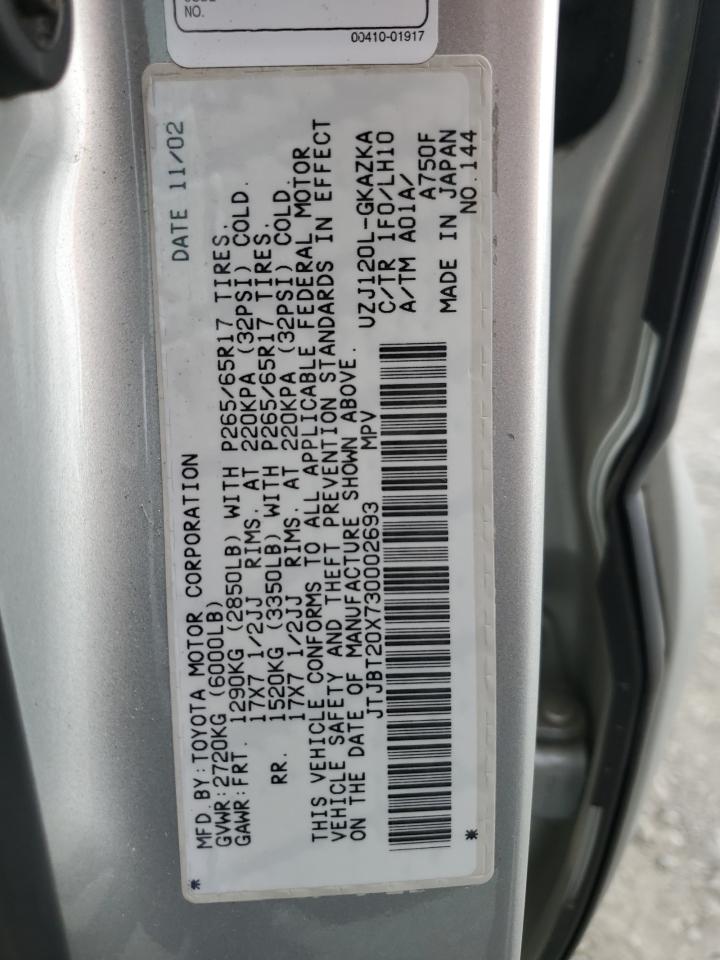 NO.
00410-01917
MFD. BY: TOYOTA MOTOR CORPORATION DATE 11/02
GVWR: 2720KG (6000LB)
GAWR: FRT. 1290KG (2850LB) WITH P265/65R17 TIRES.
17X7 1/2JJ RIMS. AT 220KPA (32PSI) COLD.
RR. 1520KG (3350LB) WITH P265/65R17 TIRES.
17X7 1/2JJ RIMS. AT 220KPA (32PSI) COLD.
THIS VEHICLE CONFORMS TO ALL APPLICABLE FEDERAL MOTOR
VEHICLE SAFETY AND THEFT PREVENTION STANDARDS IN EFFECT
ON THE DATE OF MANUFACTURE SHOWN ABOVE.
JTJBT20X730002693 MPV
UZJ120L-GKAZKA
C/TR 1F0/LH10
A/TM A01A/
A750F
MADE IN JAPAN
NO.144